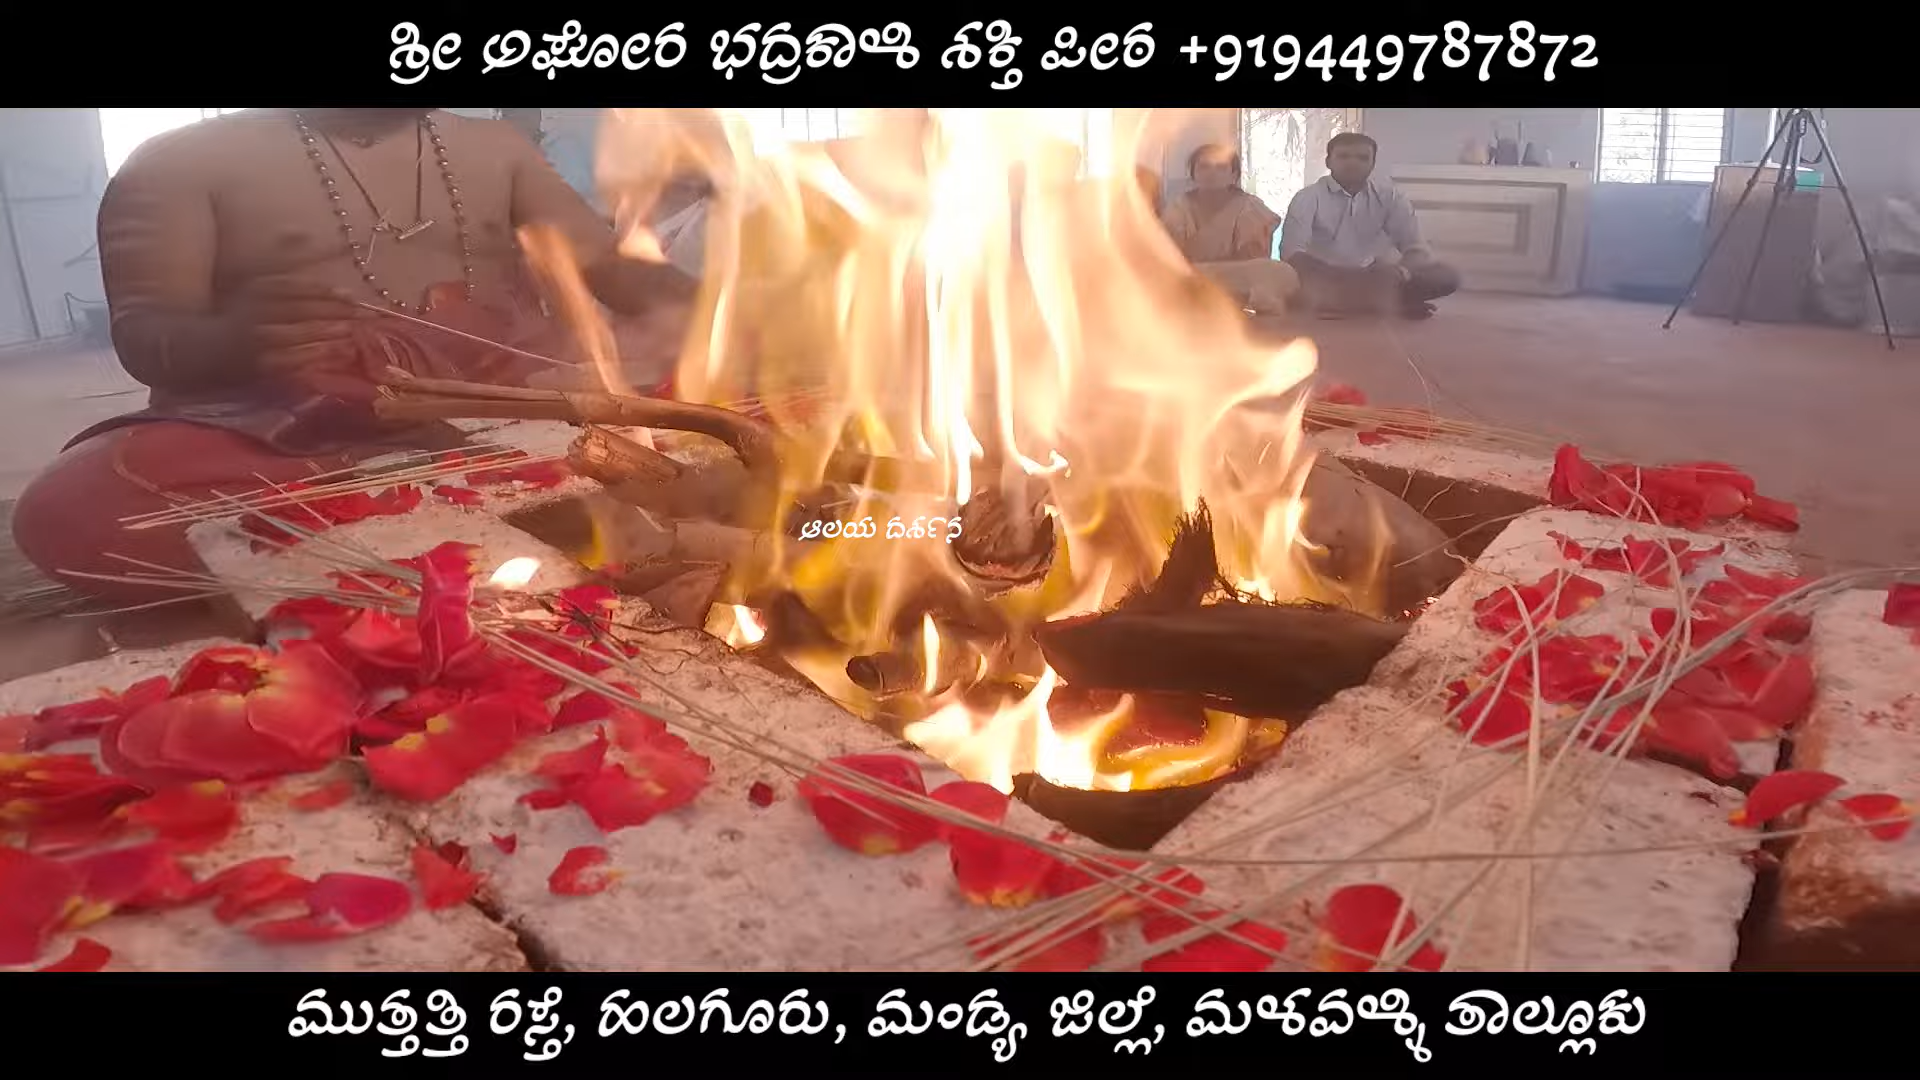 ಶ್ರೀ ಅಘೋರ ಭದ್ರಕಾಳಿ ಶಕ್ತಿ ಪೀಠ +919449787872
ಆಲಯ ದರ್ಶನ
ಮುತ್ತತ್ತಿ ರಸ್ತೆ, ಹಲಗೂರು, ಮಂಡ್ಯ ಜಿಲ್ಲೆ, ಮಳವಳ್ಳಿ ತಾಲ್ಲೂಕು